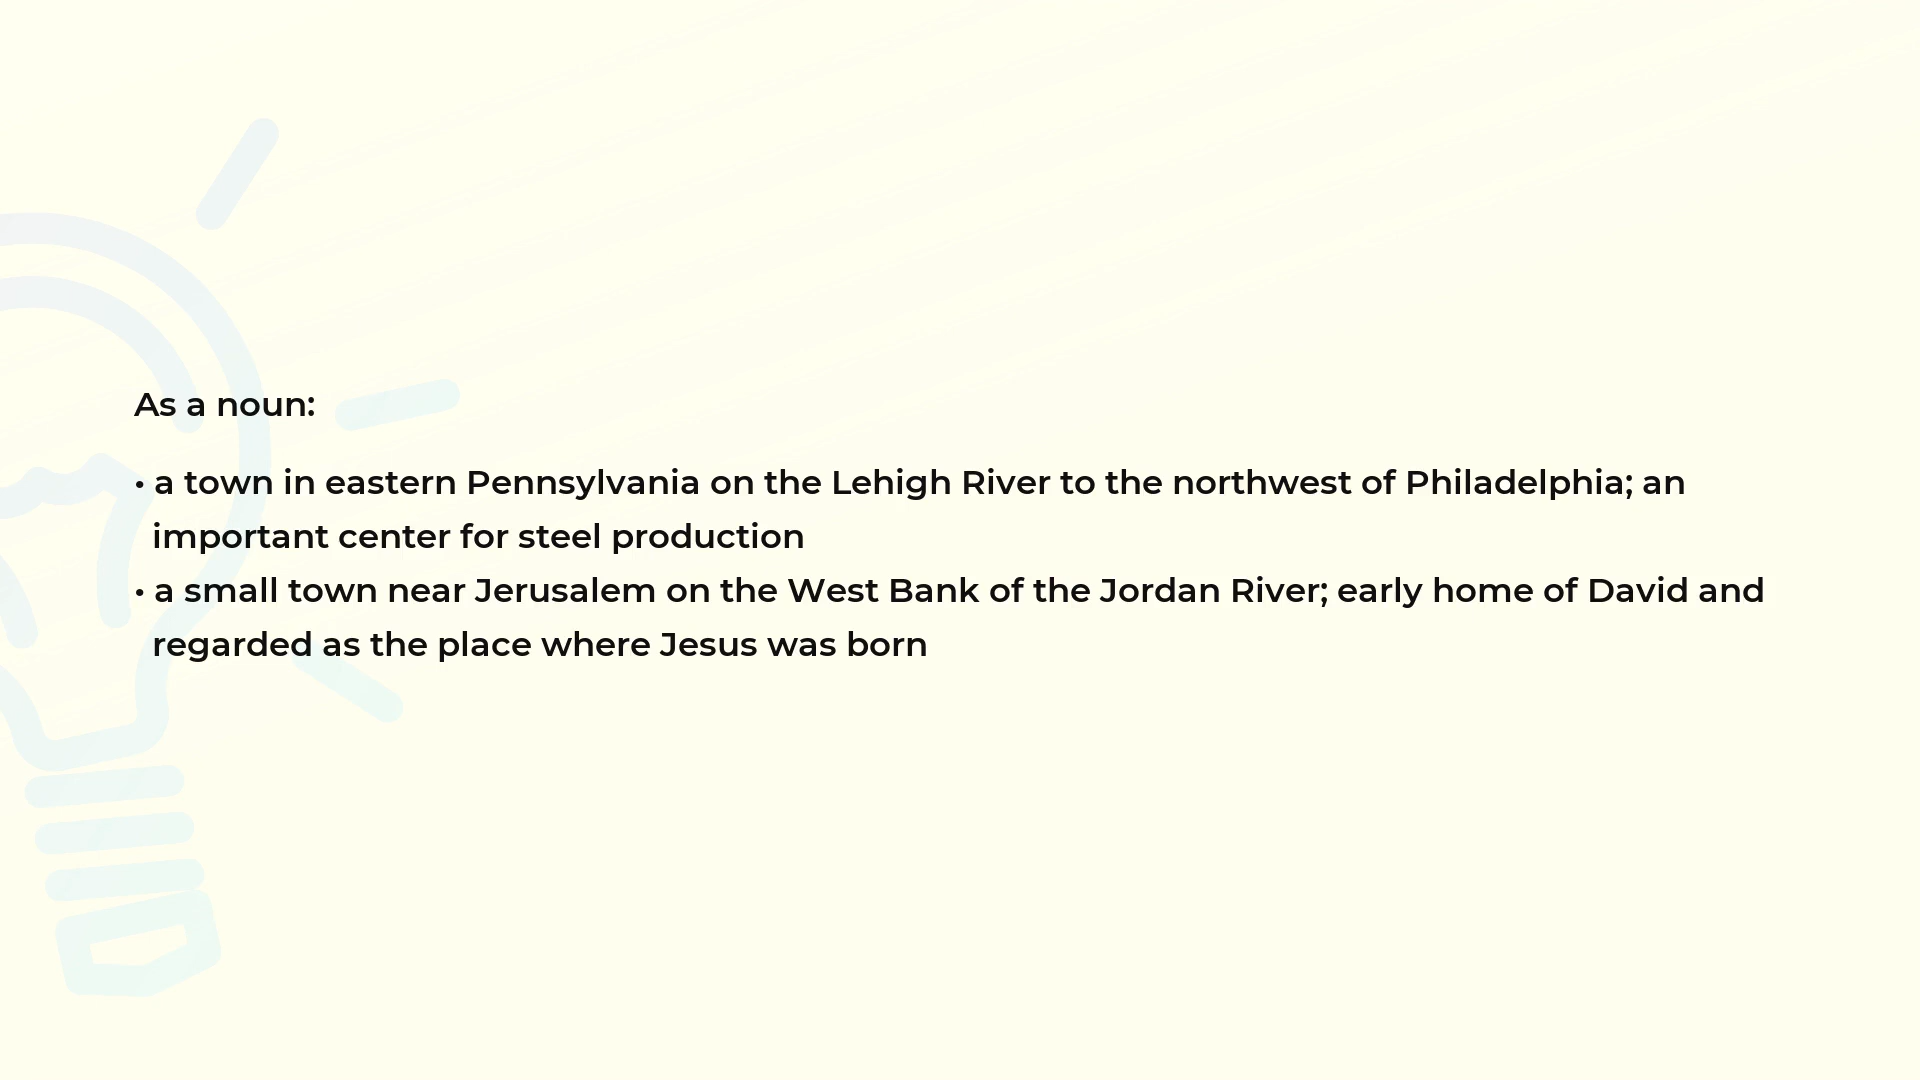 As a noun:
• a town in eastern Pennsylvania on the Lehigh River to the northwest of Philadelphia; an
important center for steel production
• a small town near Jerusalem on the West Bank of the Jordan River; early home of David and
regarded as the place where Jesus was born